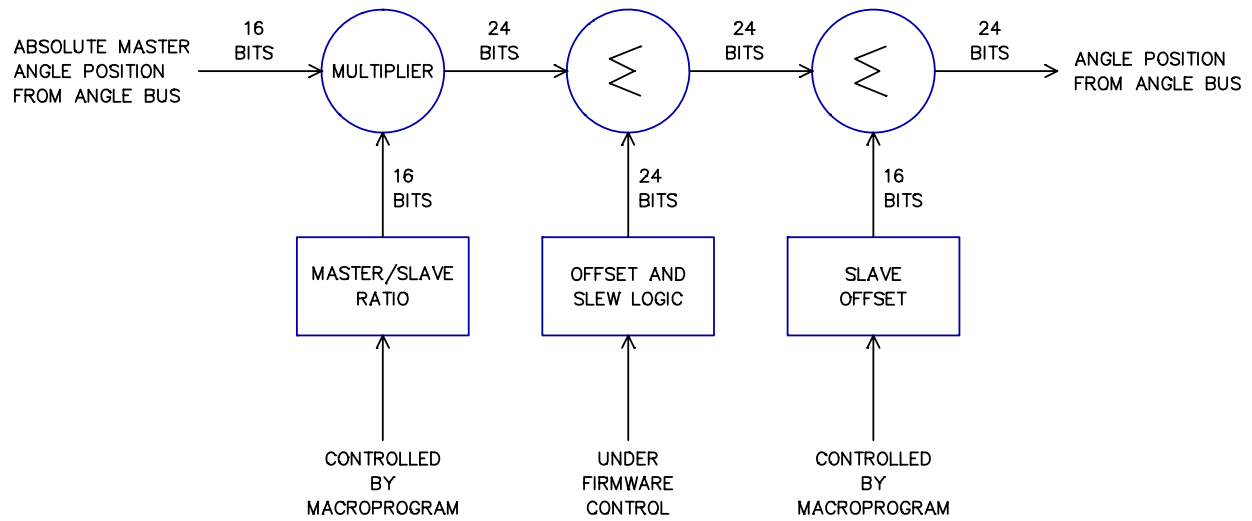 16
BITS
24
BITS
24
BITS
24
BITS
ABSOLUTE MASTER
ANGLE POSITION
FROM ANGLE BUS
MULTIPLIER
Σ
Σ
ANGLE POSITION
FROM ANGLE BUS
16
BITS
24
BITS
16
BITS
MASTER/SLAVE
RATIO
OFFSET AND
SLEW LOGIC
SLAVE
OFFSET
CONTROLLED
BY
MACROPROGRAM
UNDER
FIRMWARE
CONTROL
CONTROLLED
BY
MACROPROGRAM